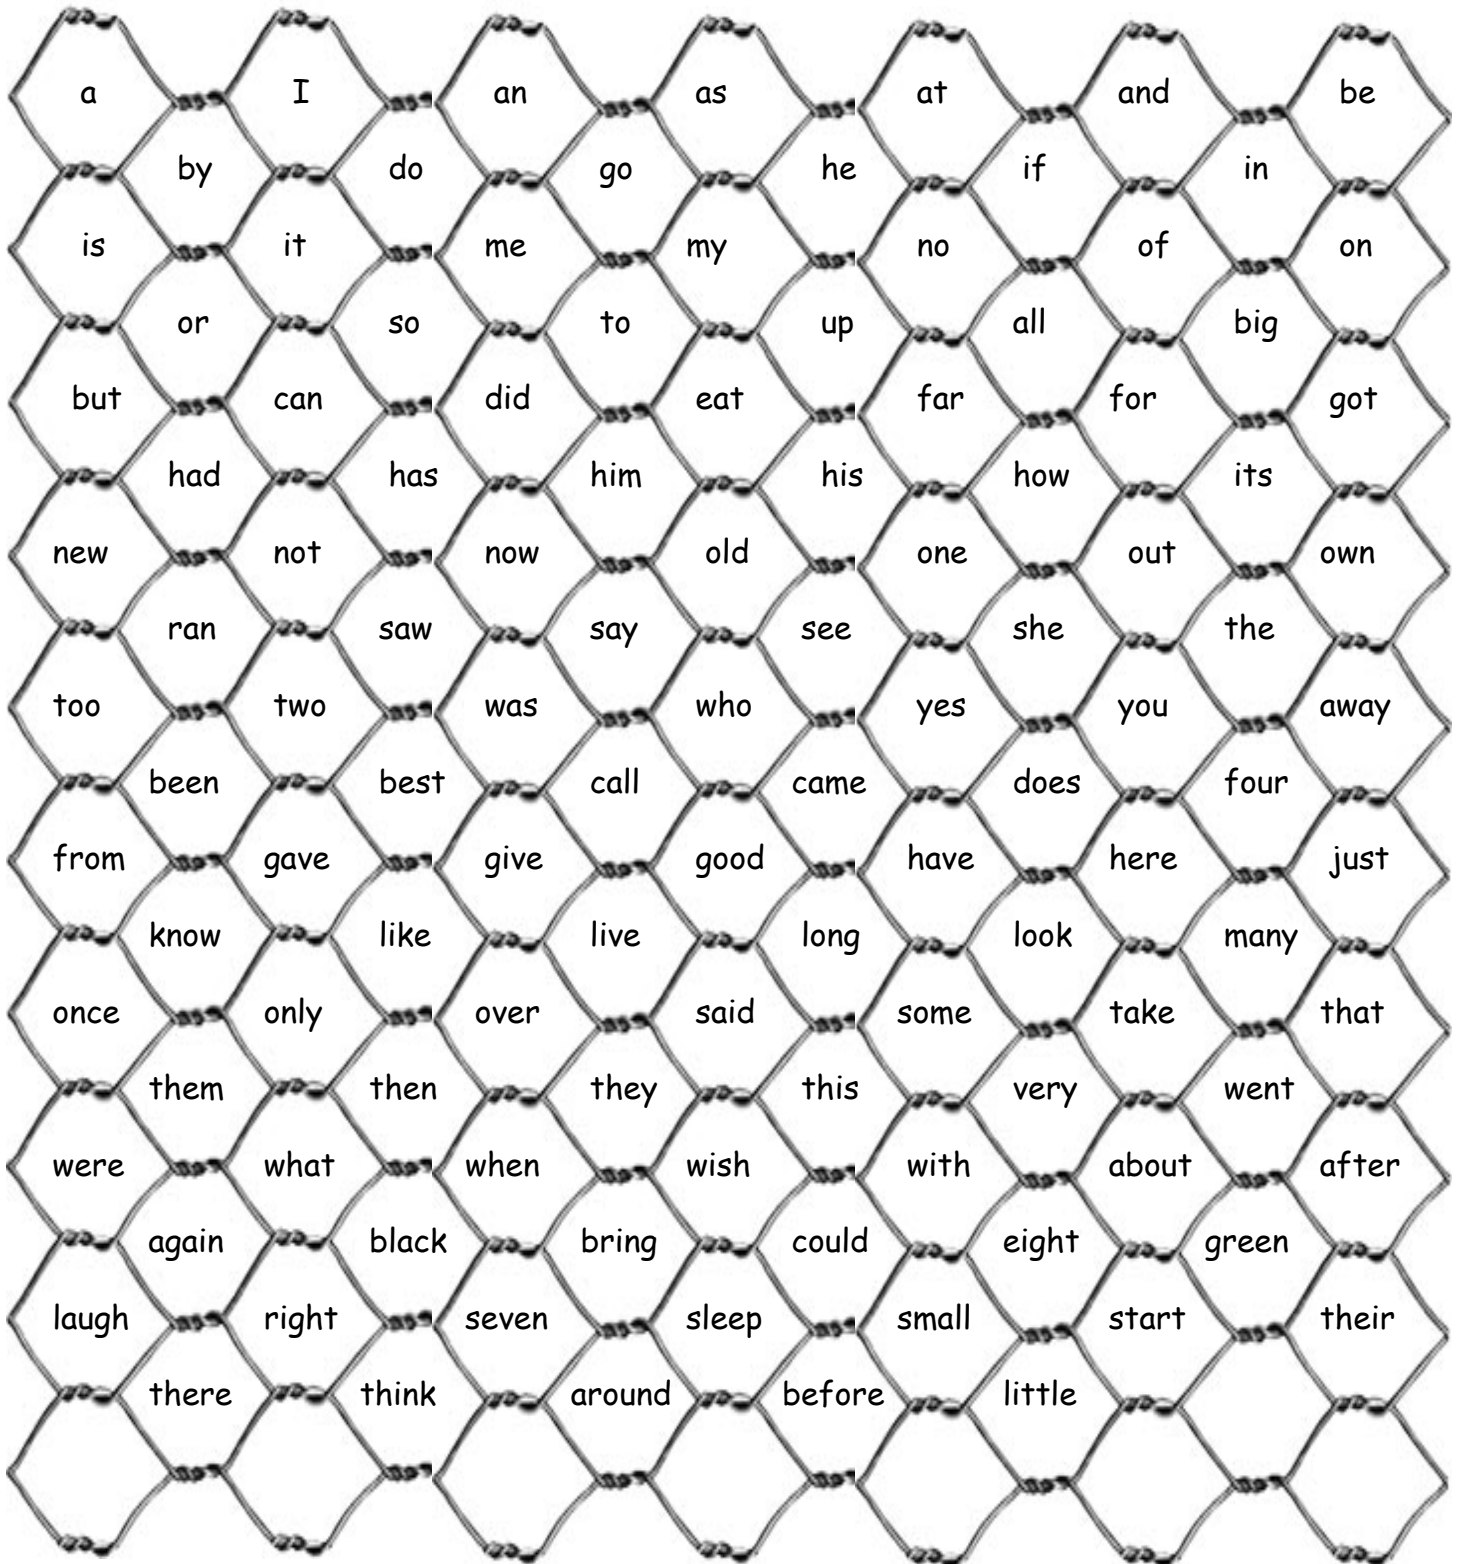 a I an as at and be
by do go he if in
is it me my no of on
or so to up all big
but can did eat far for got
had has him his how its
new not now old one out own
ran saw say see she the
too two was who yes you away
been best call came does four
from gave give good have here just
know like live long look many
once only over said some take that
them then they this very went
were what when wish with about after
again black bring could eight green
laugh right seven sleep small start their
there think around before little